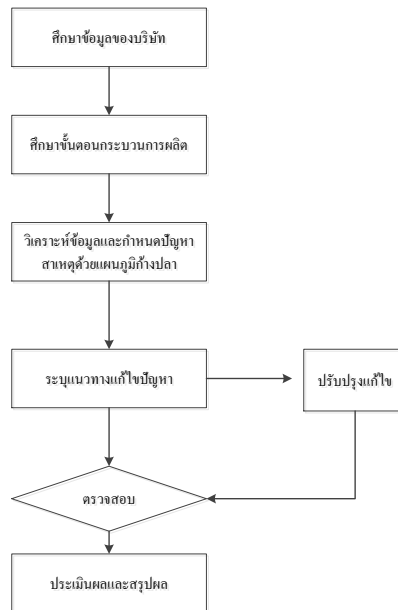 ศึกษาข้อมูลของบริษัท
ศึกษาขั้นตอนกระบวนการผลิต
วิเคราะห์ข้อมูลและกำหนดปัญหา
สาเหตุด้วยแผนภูมิก้างปลา
ระบุแนวทางแก้ไขปัญหา
ปรับปรุงแก้ไข
ตรวจสอบ
ประเมินผลและสรุปผล